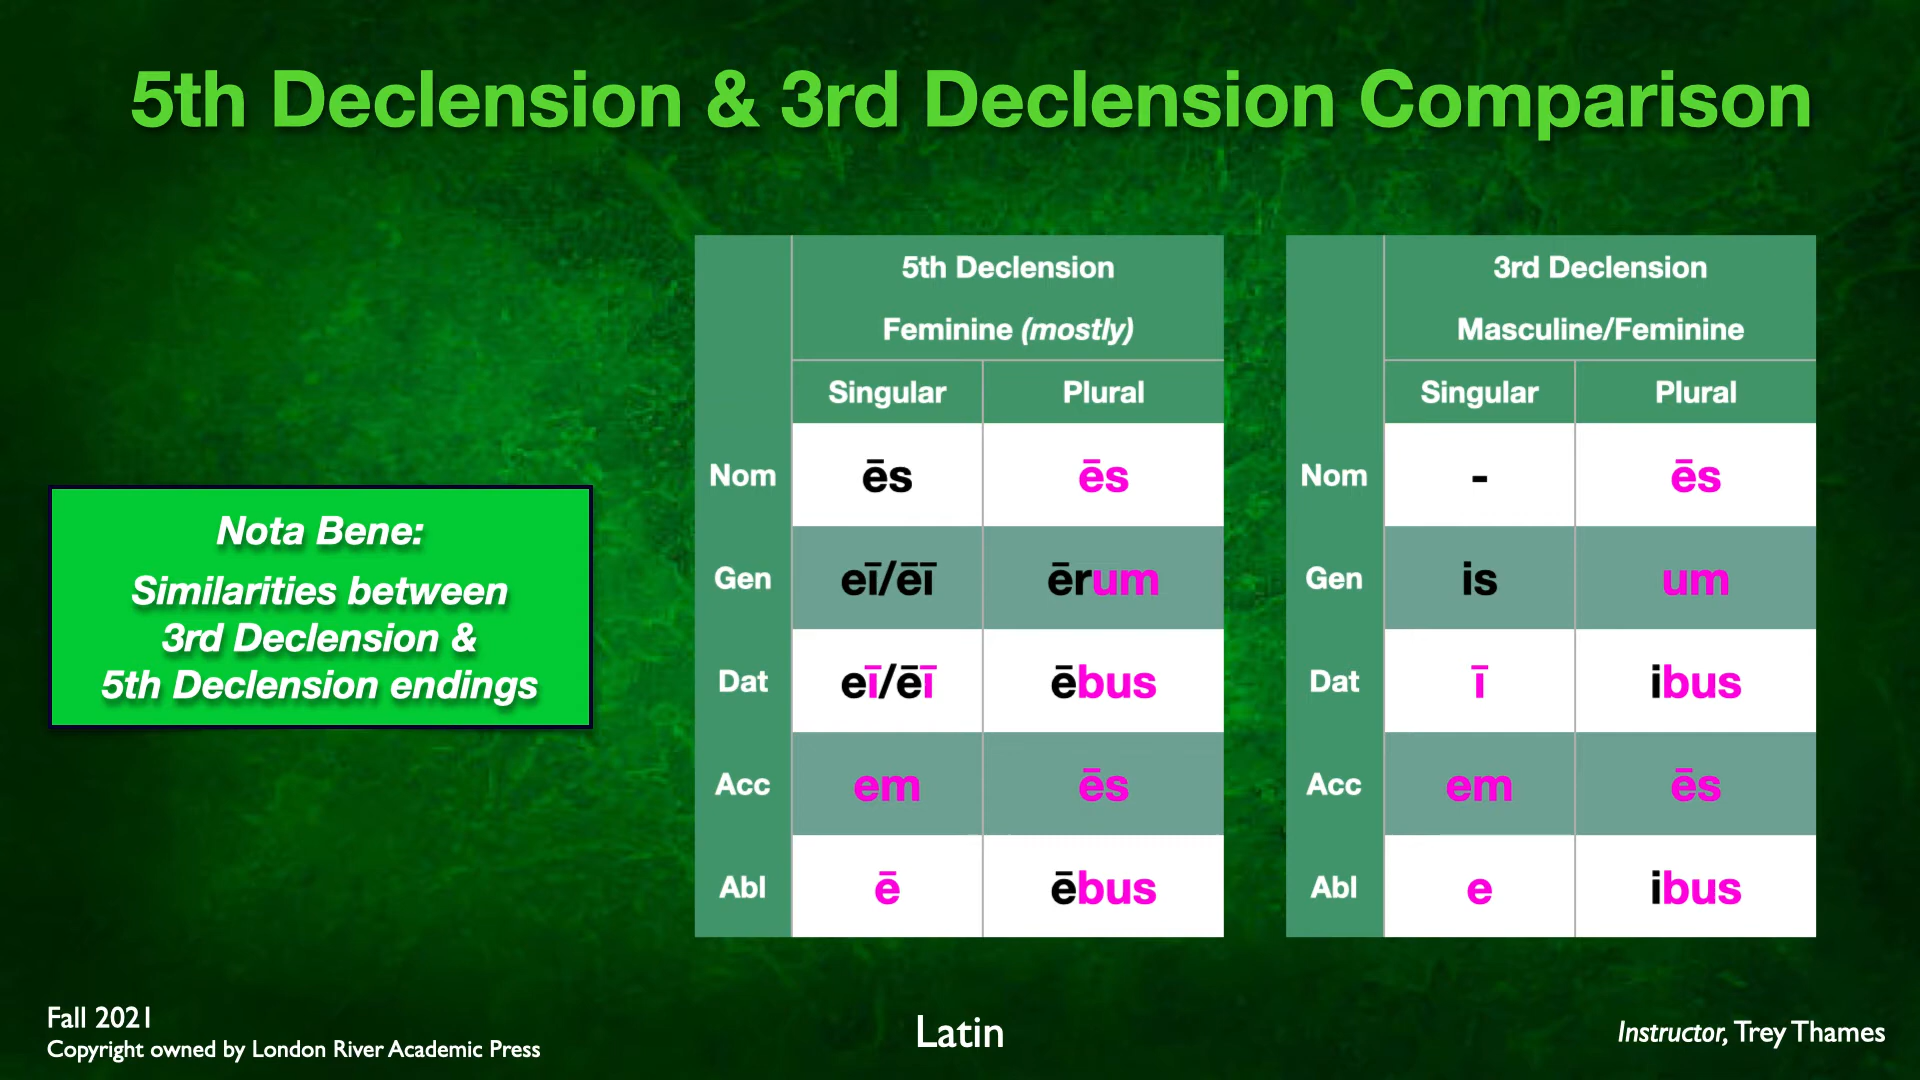 5th Declension & 3rd Declension Comparison
Nota Bene:
Similarities between
3rd Declension &
5th Declension endings
5th Declension
Feminine (mostly)
Singular Plural
Nom ēs ēs
Gen eī/ēī ērum
Dat eī/ēī ēbus
Acc em ēs
Abl ē ēbus
3rd Declension
Masculine/Feminine
Singular Plural
Nom - ēs
Gen is um
Dat ī ibus
Acc em ēs
Abl e ibus
Fall 2021
Copyright owned by London River Academic Press
Latin
Instructor, Trey Thames